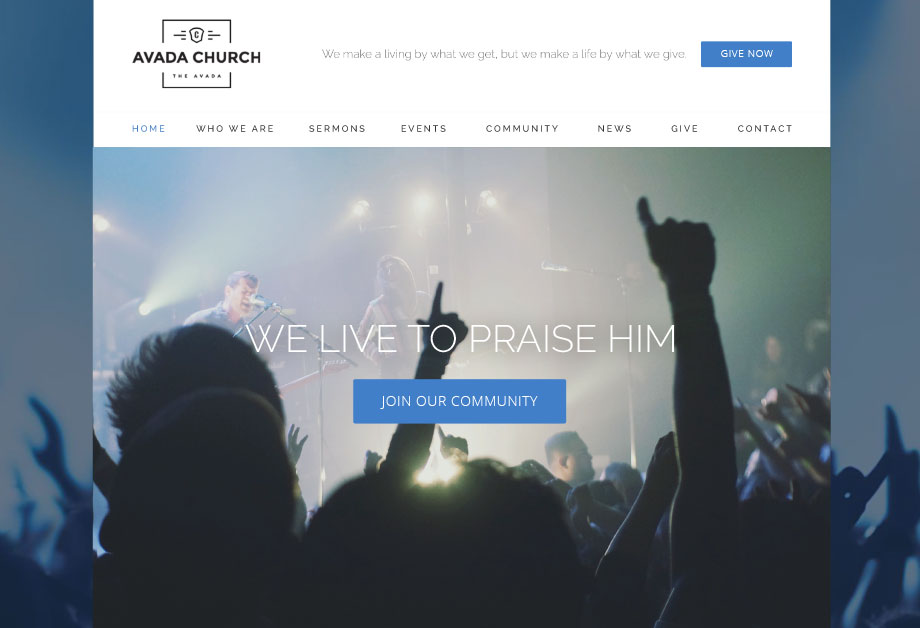 AVADA CHURCH
THE AVADA
We make a living by what we get, but we make a life by what we give.
GIVE NOW
HOME WHO WE ARE SERMONS EVENTS COMMUNITY NEWS GIVE CONTACT
WE LIVE TO PRAISE HIM
JOIN OUR COMMUNITY